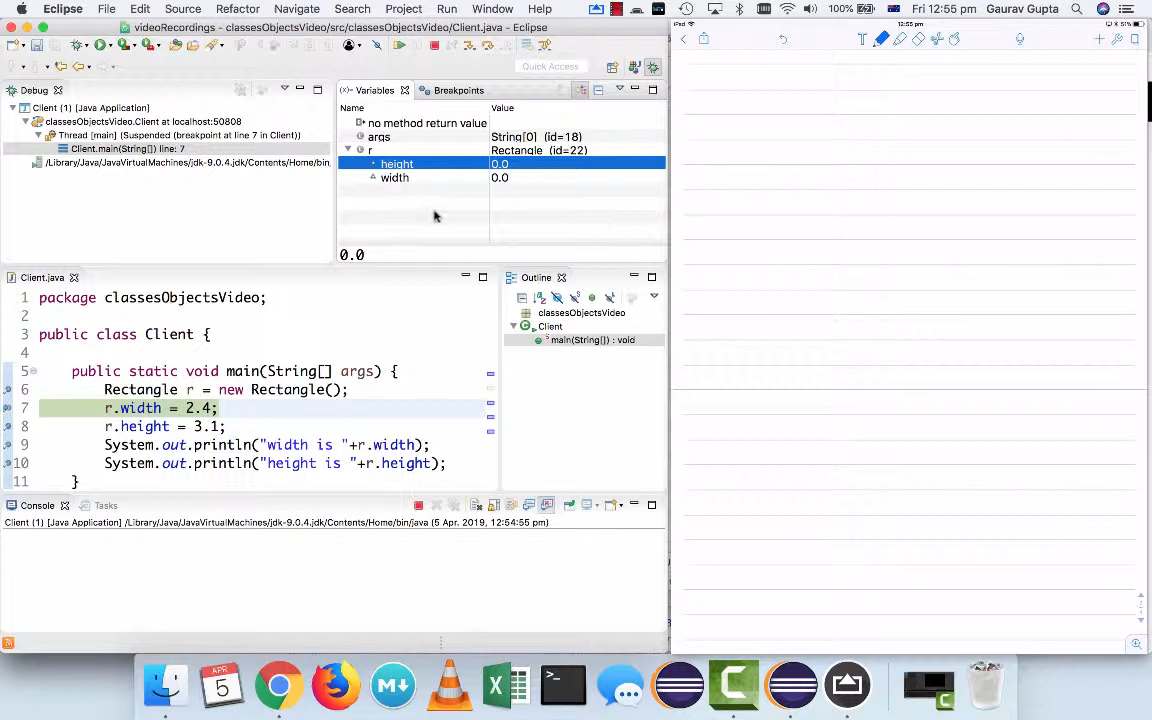 Eclipse File Edit Source Refactor Navigate Search Project Run Window Help 100% Fri 12:55 pm Gaurav Gupta
videoRecordings - classesObjectsVideo/src/classesObjectsVideo/Client.java - Eclipse
iPad 12:55 pm 51%
Quick Access
Debug
Client (1) [Java Application]
classesObjectsVideo.Client at localhost:50808
Thread [main] (Suspended (breakpoint at line 7 in Client))
Client.main(String[]) line: 7
/Library/Java/JavaVirtualMachines/jdk-9.0.4.jdk/Contents/Home/bin,
(x)= Variables Breakpoints
Name Value
no method return value
args String[0] (id=18)
r Rectangle (id=22)
height 0.0
width 0.0
0.0
Client.java
1 package classesObjectsVideo;
2
3 public class Client {
4
5 public static void main(String[] args) {
6 Rectangle r = new Rectangle();
7 r.width = 2.4;
8 r.height = 3.1;
9 System.out.println("width is "+r.width);
10 System.out.println("height is "+r.height);
11 }
Outline
classesObjectsVideo
Client
main(String[]) : void
Console Tasks
Client (1) [Java Application] /Library/Java/JavaVirtualMachines/jdk-9.0.4.jdk/Contents/Home/bin/java (5 Apr. 2019, 12:54:55 pm)
APR
5
M↓